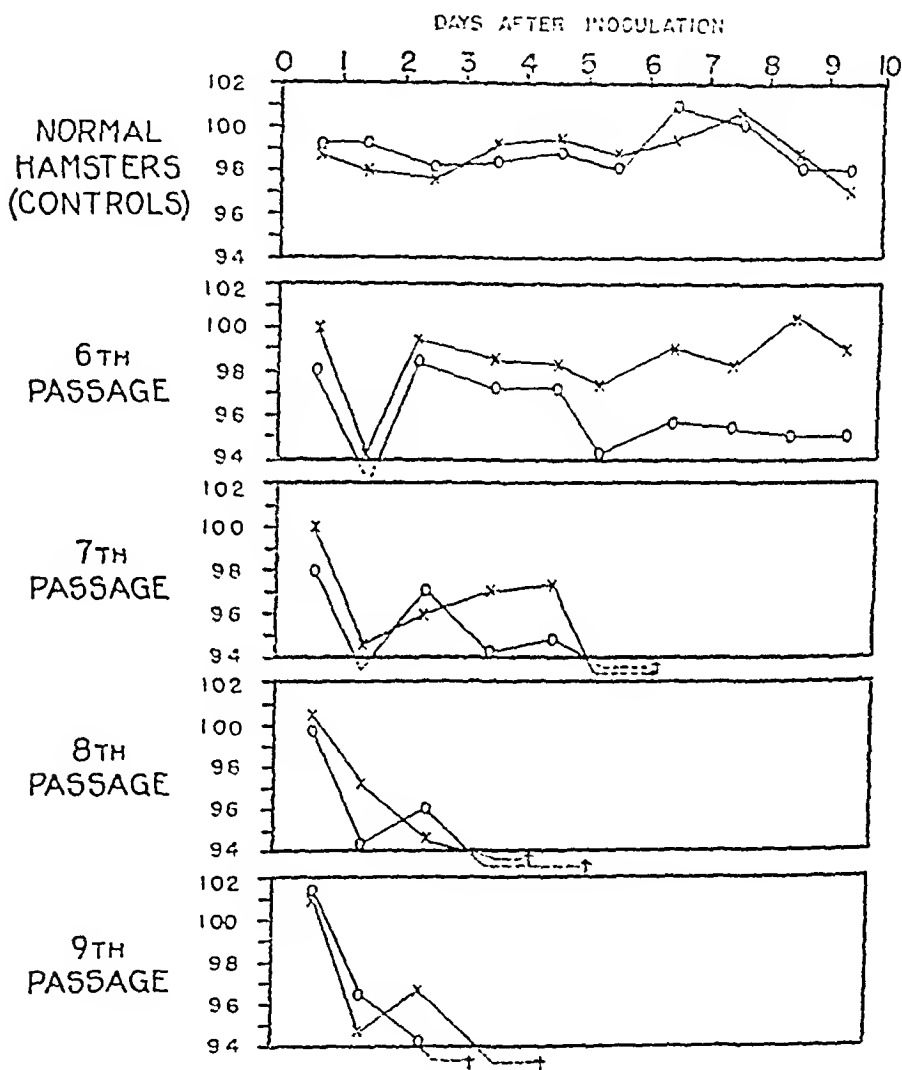 DAYS AFTER INOCULATION
0 1 2 3 4 5 6 7 8 9 10
NORMAL
HAMSTERS
(CONTROLS)
102
100
98
96
94
6TH
PASSAGE
102
100
98
96
94
7TH
PASSAGE
102
100
98
96
94
8TH
PASSAGE
102
100
98
96
94
9TH
PASSAGE
102
100
98
96
94